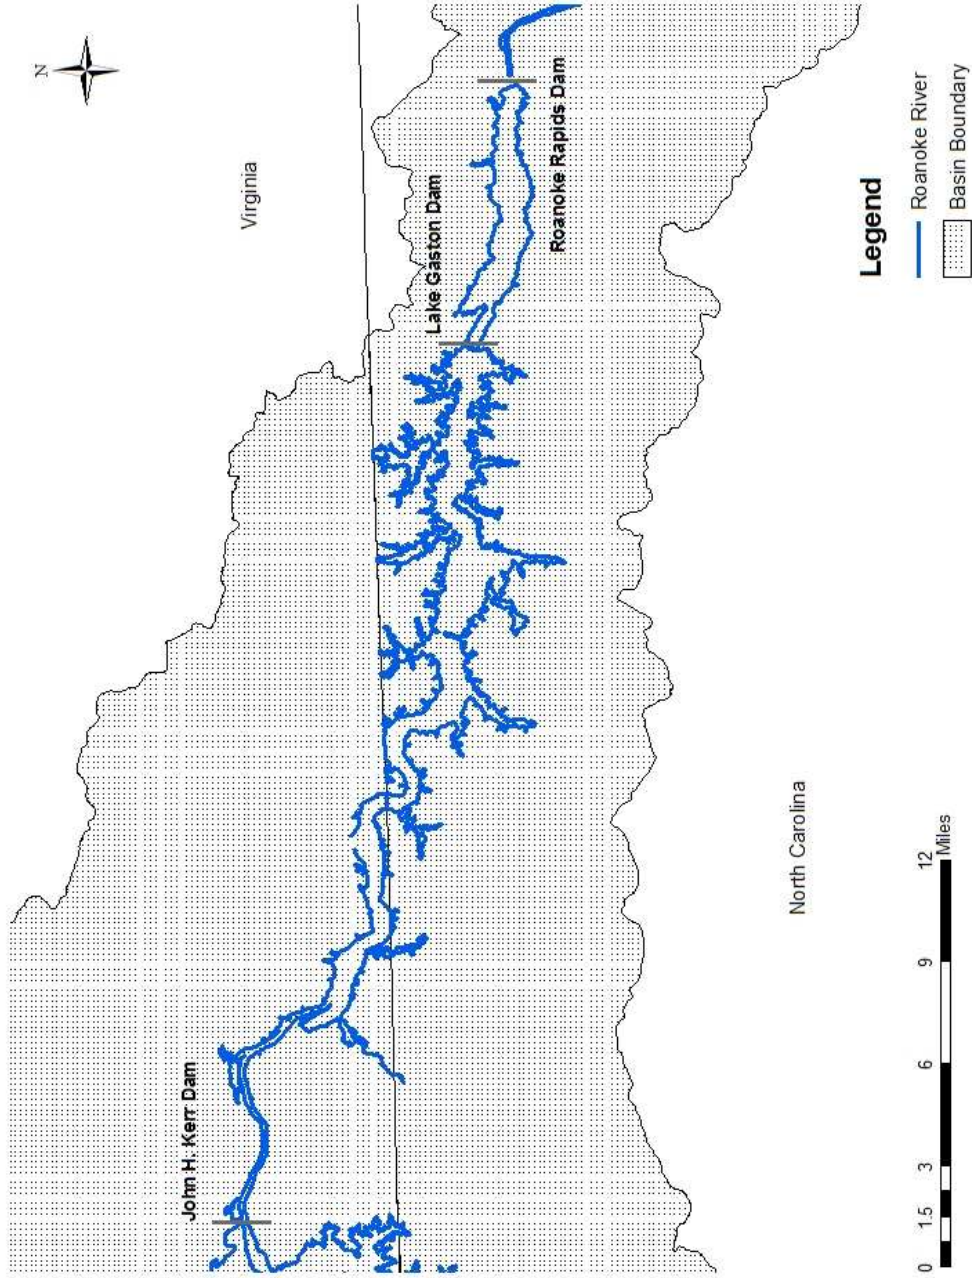 N
Virginia
John H. Kerr Dam
Lake Gaston Dam
Roanoke Rapids Dam
North Carolina
Legend
Roanoke River
Basin Boundary
0 1.5 3 6 9 12
Miles